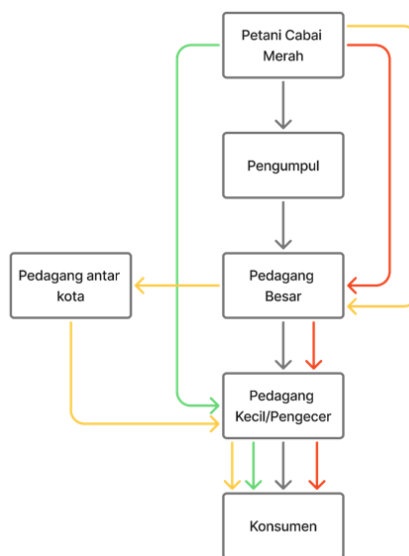 Petani Cabai
Merah
Pengumpul
Pedagang antar
kota
Pedagang
Besar
Pedagang
Kecil/Pengecer
Konsumen